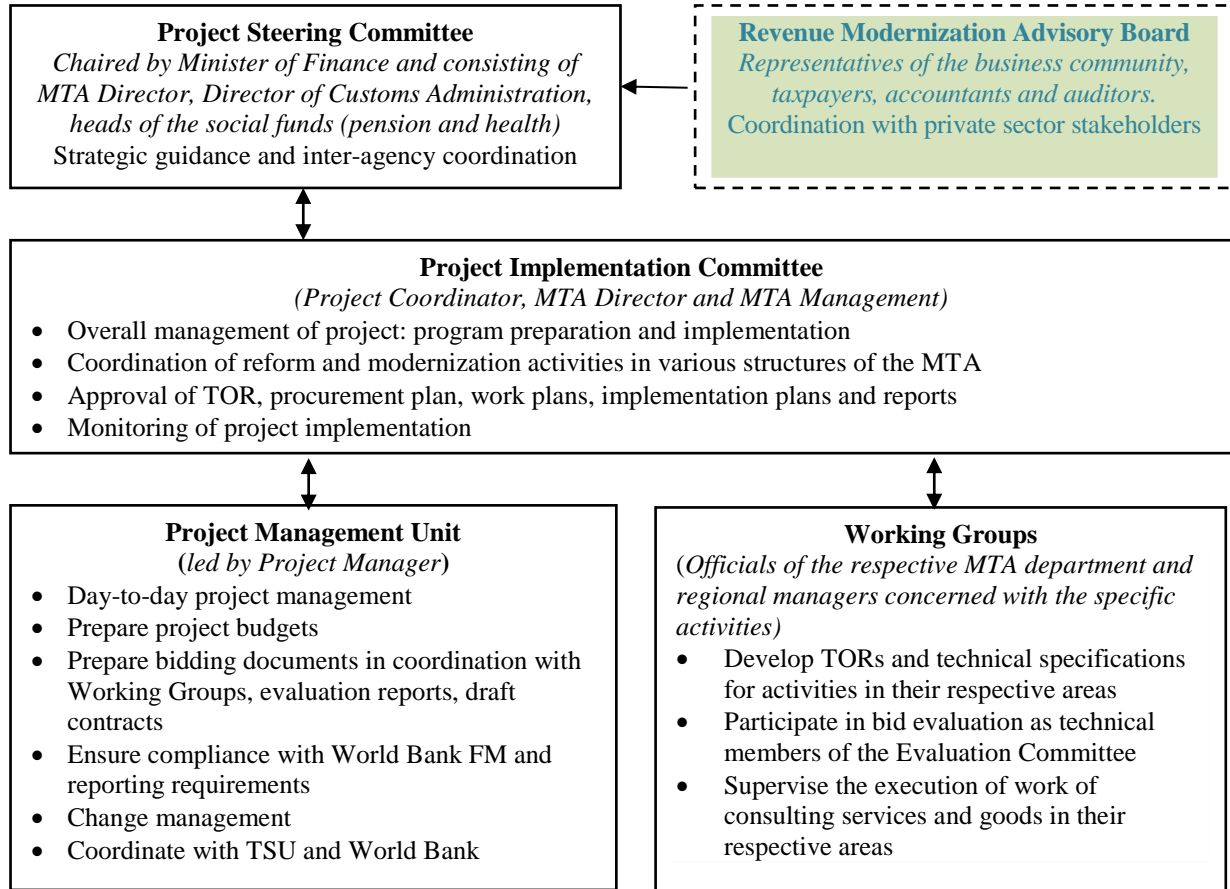 Project Steering Committee
Chaired by Minister of Finance and consisting of
MTA Director, Director of Customs Administration,
heads of the social funds (pension and health)
Strategic guidance and inter-agency coordination
Revenue Modernization Advisory Board
Representatives of the business community,
taxpayers, accountants and auditors.
Coordination with private sector stakeholders
Project Implementation Committee
(Project Coordinator, MTA Director and MTA Management)
• Overall management of project: program preparation and implementation
• Coordination of reform and modernization activities in various structures of the MTA
• Approval of TOR, procurement plan, work plans, implementation plans and reports
• Monitoring of project implementation
Project Management Unit
(led by Project Manager)
• Day-to-day project management
• Prepare project budgets
• Prepare bidding documents in coordination with
Working Groups, evaluation reports, draft
contracts
• Ensure compliance with World Bank FM and
reporting requirements
• Change management
• Coordinate with TSU and World Bank
Working Groups
(Officials of the respective MTA department and
regional managers concerned with the specific
activities)
• Develop TORs and technical specifications
for activities in their respective areas
• Participate in bid evaluation as technical
members of the Evaluation Committee
• Supervise the execution of work of
consulting services and goods in their
respective areas